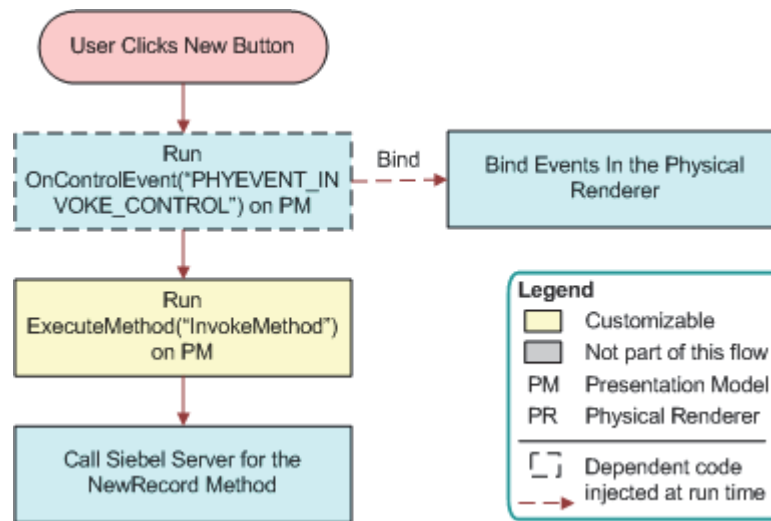 User Clicks New Button
Run
OnControlEvent("PHYEVENT_IN
VOKE_CONTROL") on PM
Bind
Bind Events In the Physical
Renderer
Run
ExecuteMethod("InvokeMethod")
on PM
Call Siebel Server for the
NewRecord Method
Legend
Customizable
Not part of this flow
PM Presentation Model
PR Physical Renderer
Dependent code
injected at run time